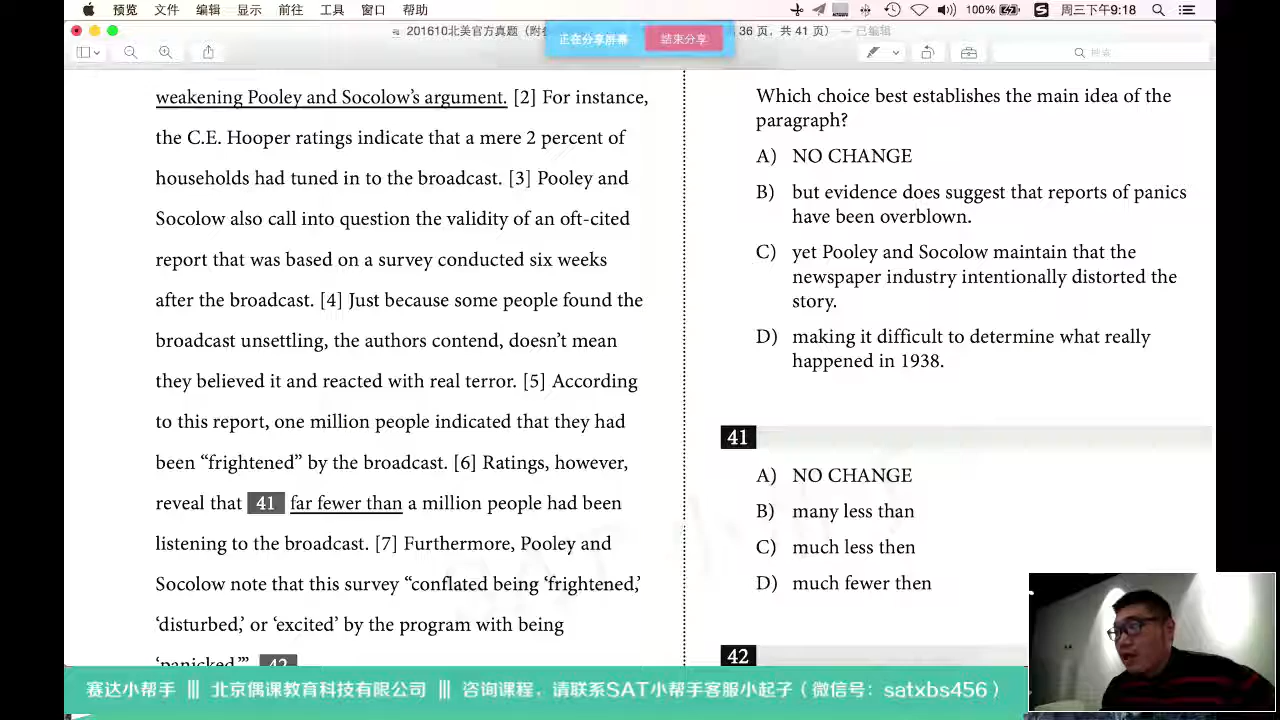 预览 文件 编辑 显示 前往 工具 窗口 帮助
100% 周三下午9:18
正在分享屏幕 结束分享
36 页，共 41 页） — 已编辑
搜索
weakening Pooley and Socolow’s argument. [2] For instance,
the C.E. Hooper ratings indicate that a mere 2 percent of
households had tuned in to the broadcast. [3] Pooley and
Socolow also call into question the validity of an oft-cited
report that was based on a survey conducted six weeks
after the broadcast. [4] Just because some people found the
broadcast unsettling, the authors contend, doesn’t mean
they believed it and reacted with real terror. [5] According
to this report, one million people indicated that they had
been “frightened” by the broadcast. [6] Ratings, however,
reveal that 41 far fewer than a million people had been
listening to the broadcast. [7] Furthermore, Pooley and
Socolow note that this survey “conflated being ‘frightened,’
‘disturbed,’ or ‘excited’ by the program with being
‘panicked.’” 42
Which choice best establishes the main idea of the
paragraph?
A) NO CHANGE
B) but evidence does suggest that reports of panics
have been overblown.
C) yet Pooley and Socolow maintain that the
newspaper industry intentionally distorted the
story.
D) making it difficult to determine what really
happened in 1938.
41
A) NO CHANGE
B) many less than
C) much less then
D) much fewer then
42
赛达小帮手 ||| 北京偶课教育科技有限公司 ||| 咨询课程，请联系SAT小帮手客服小起子（微信号：satxbs456）